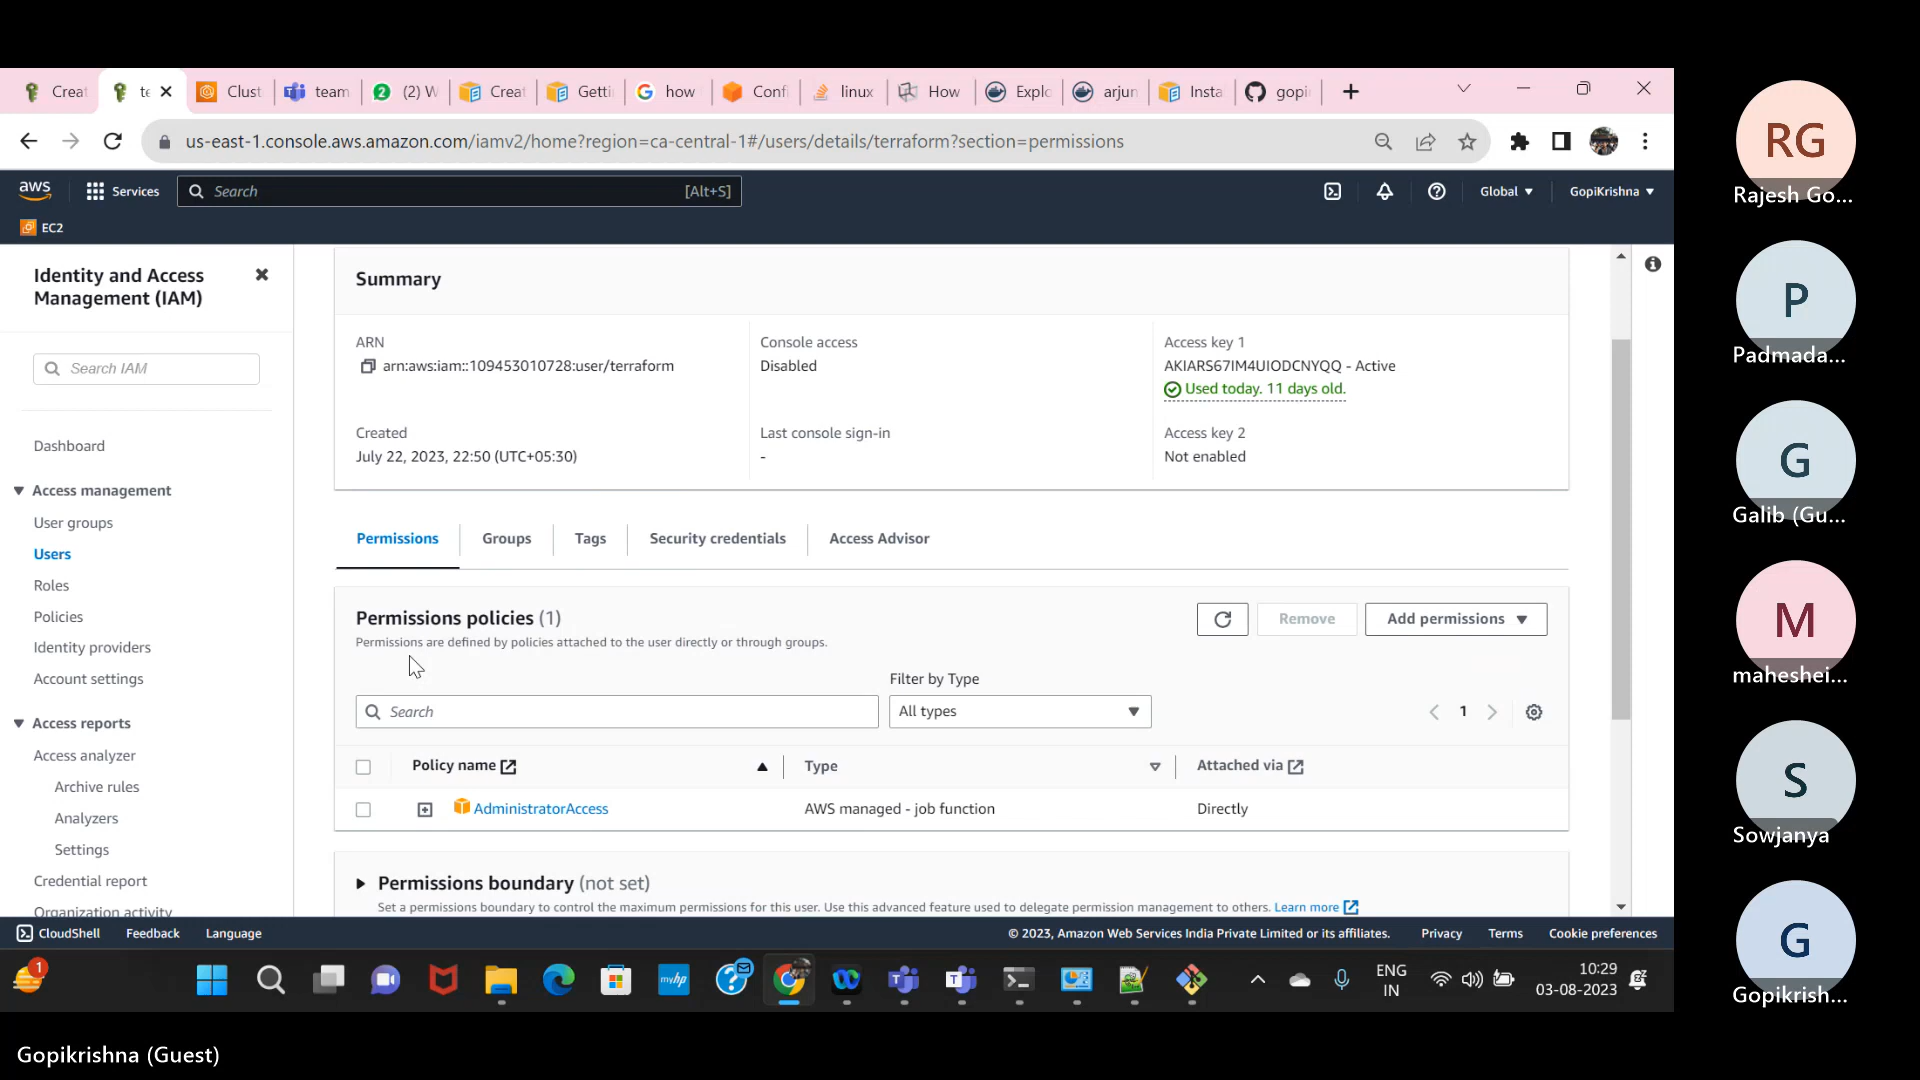 Creat
te
Clust
team
(2) W
Creat
Gettin
how
Confi
linux
How
Explo
arjun
Insta
gopi
us-east-1.console.aws.amazon.com/iamv2/home?region=ca-central-1#/users/details/terraform?section=permissions
aws
Services
Search
[Alt+S]
Global
GopiKrishna
EC2
Identity and Access
Management (IAM)
Search IAM
Dashboard
Access management
User groups
Users
Roles
Policies
Identity providers
Account settings
Access reports
Access analyzer
Archive rules
Analyzers
Settings
Credential report
Organization activity
Summary
ARN
arn:aws:iam::109453010728:user/terraform
Console access
Disabled
Access key 1
AKIARS67IM4UIODCNYQQ - Active
Used today. 11 days old.
Created
July 22, 2023, 22:50 (UTC+05:30)
Last console sign-in
-
Access key 2
Not enabled
Permissions
Groups
Tags
Security credentials
Access Advisor
Permissions policies (1)
Permissions are defined by policies attached to the user directly or through groups.
Remove
Add permissions
Filter by Type
Search
All types
1
Policy name
Type
Attached via
AdministratorAccess
AWS managed - job function
Directly
Permissions boundary (not set)
Set a permissions boundary to control the maximum permissions for this user. Use this advanced feature used to delegate permission management to others. Learn more
CloudShell
Feedback
Language
© 2023, Amazon Web Services India Private Limited or its affiliates.
Privacy
Terms
Cookie preferences
1
myhp
ENG
IN
10:29
03-08-2023
RG
Rajesh Go...
P
Padmada...
G
Galib (Gu...
M
maheshei...
S
Sowjanya
G
Gopikrish...
Gopikrishna (Guest)